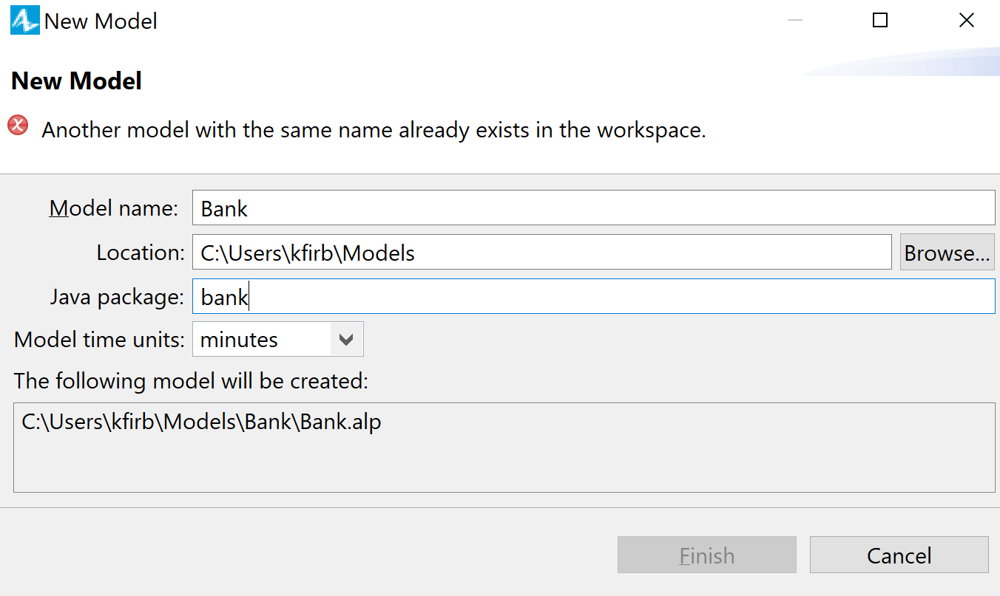 New Model
New Model
Another model with the same name already exists in the workspace.
Model name: Bank
Location: C:\Users\kfirb\Models Browse...
Java package: bank
Model time units: minutes
The following model will be created:
C:\Users\kfirb\Models\Bank\Bank.alp
Finish Cancel